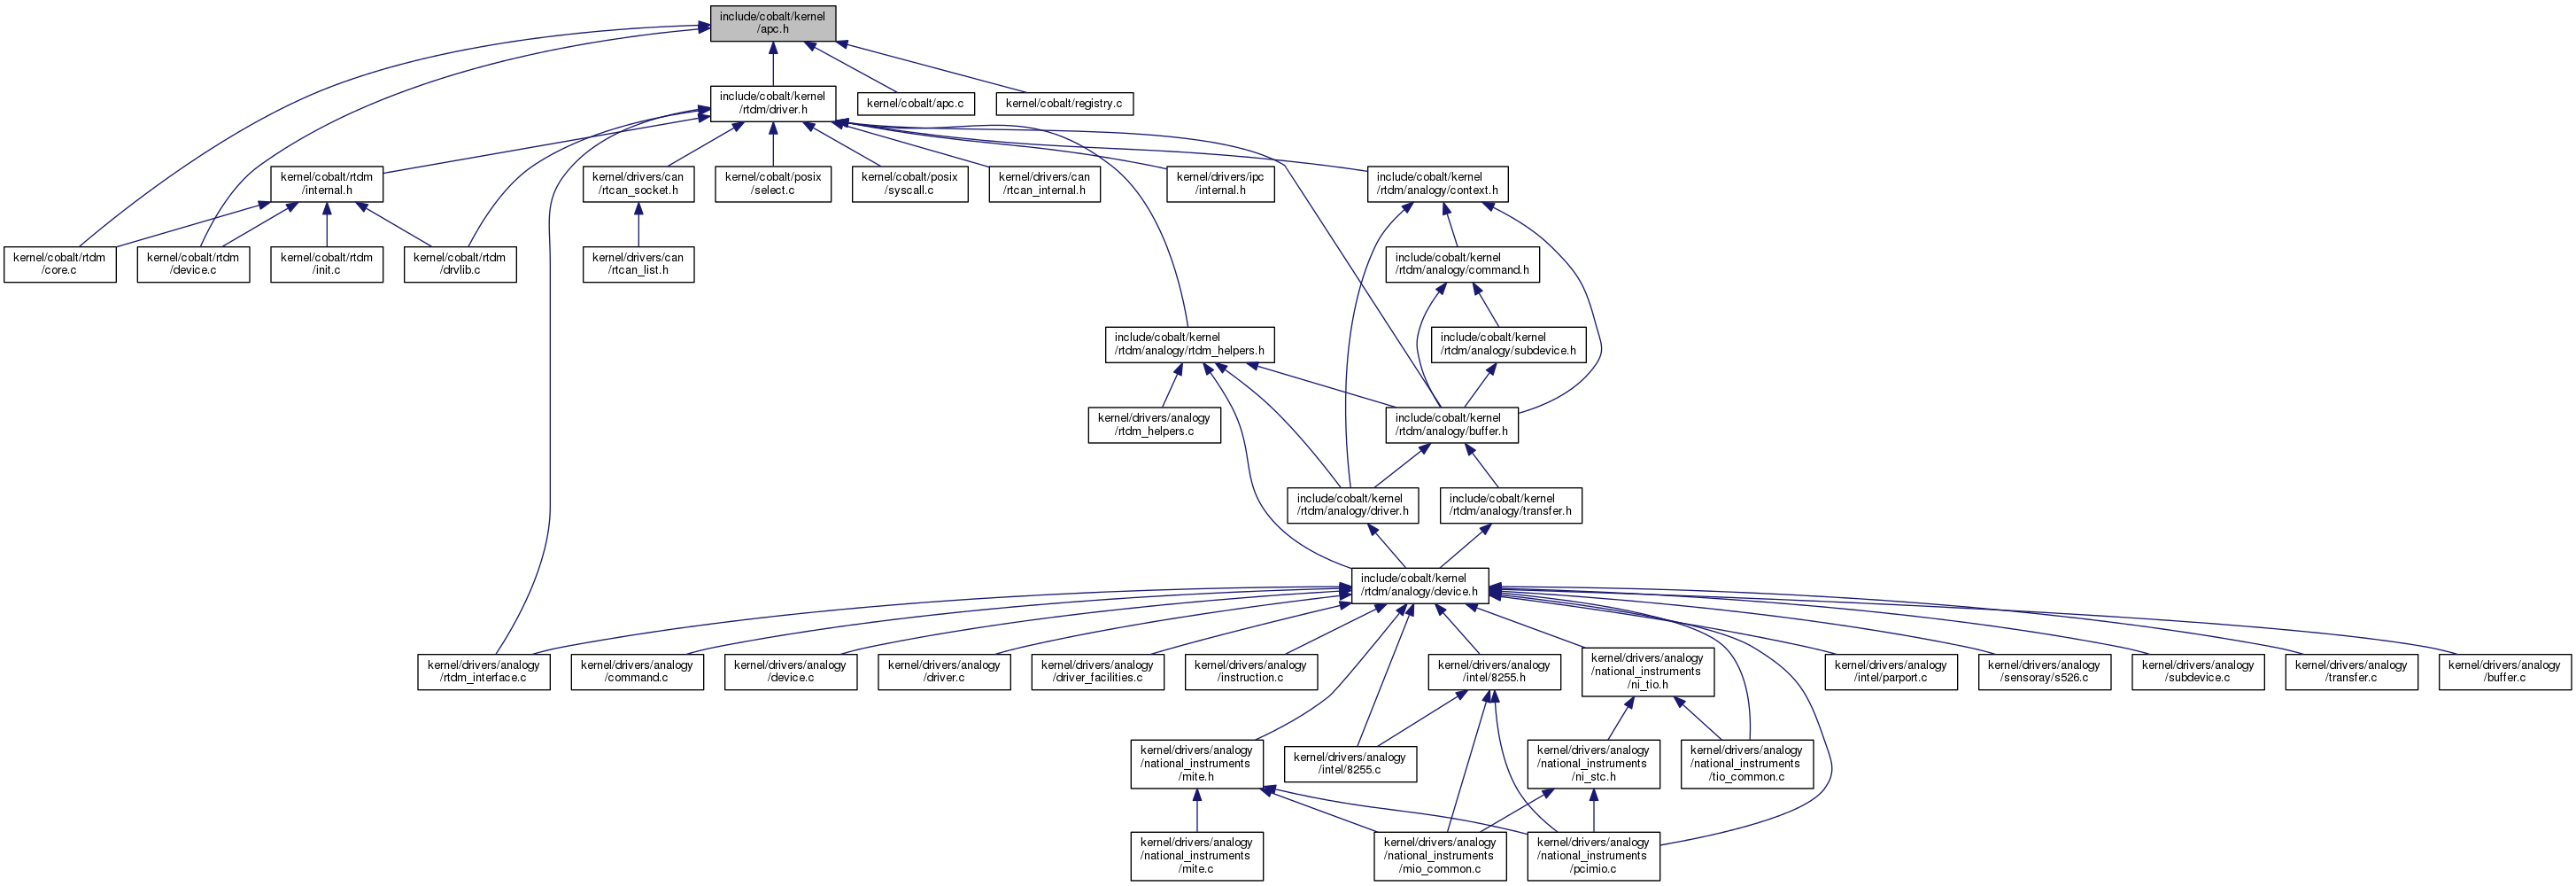 include/cobalt/kernel
/apc.h
include/cobalt/kernel
/rtdm/driver.h
kernel/cobalt/apc.c
kernel/cobalt/registry.c
kernel/cobalt/rtdm
/internal.h
kernel/drivers/can
/rtcan_socket.h
kernel/cobalt/posix
/select.c
kernel/cobalt/posix
/syscall.c
kernel/drivers/can
/rtcan_internal.h
kernel/drivers/ipc
/internal.h
include/cobalt/kernel
/rtdm/analogy/context.h
kernel/cobalt/rtdm
/core.c
kernel/cobalt/rtdm
/device.c
kernel/cobalt/rtdm
/init.c
kernel/cobalt/rtdm
/drvlib.c
kernel/drivers/can
/rtcan_list.h
include/cobalt/kernel
/rtdm/analogy/command.h
include/cobalt/kernel
/rtdm/analogy/rtdm_helpers.h
include/cobalt/kernel
/rtdm/analogy/subdevice.h
kernel/drivers/analogy
/rtdm_helpers.c
include/cobalt/kernel
/rtdm/analogy/buffer.h
include/cobalt/kernel
/rtdm/analogy/driver.h
include/cobalt/kernel
/rtdm/analogy/transfer.h
include/cobalt/kernel
/rtdm/analogy/device.h
kernel/drivers/analogy
/rtdm_interface.c
kernel/drivers/analogy
/command.c
kernel/drivers/analogy
/device.c
kernel/drivers/analogy
/driver.c
kernel/drivers/analogy
/driver_facilities.c
kernel/drivers/analogy
/instruction.c
kernel/drivers/analogy
/intel/8255.h
kernel/drivers/analogy
/national_instruments
/ni_tio.h
kernel/drivers/analogy
/intel/parport.c
kernel/drivers/analogy
/sensoray/s526.c
kernel/drivers/analogy
/subdevice.c
kernel/drivers/analogy
/transfer.c
kernel/drivers/analogy
/buffer.c
kernel/drivers/analogy
/national_instruments
/mite.h
kernel/drivers/analogy
/intel/8255.c
kernel/drivers/analogy
/national_instruments
/ni_stc.h
kernel/drivers/analogy
/national_instruments
/tio_common.c
kernel/drivers/analogy
/national_instruments
/mite.c
kernel/drivers/analogy
/national_instruments
/mio_common.c
kernel/drivers/analogy
/national_instruments
/pcimio.c